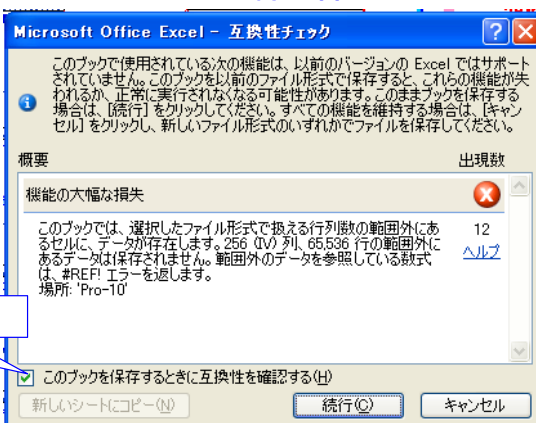 Microsoft Office Excel - 互換性チェック
このブックで使用されている次の機能は、以前のバージョンの Excel ではサポート
されていません。このブックを以前のファイル形式で保存すると、これらの機能が失
われるか、正常に実行されなくなる可能性があります。このままブックを保存する
場合は、[続行] をクリックしてください。すべての機能を維持する場合は、[キャン
セル] をクリックし、新しいファイル形式のいずれかでファイルを保存してください。
概要 出現数
機能の大幅な損失
このブックでは、選択したファイル形式で扱える行列数の範囲外にあ 12
るセルに、データが存在します。256 (IV) 列、65,536 行の範囲外に ヘルプ
あるデータは保存されません。範囲外のデータを参照している数式
は、#REF! エラーを返します。
場所: 'Pro-10'
このブックを保存するときに互換性を確認する(H)
新しいシートにコピー(N) 続行(C) キャンセル